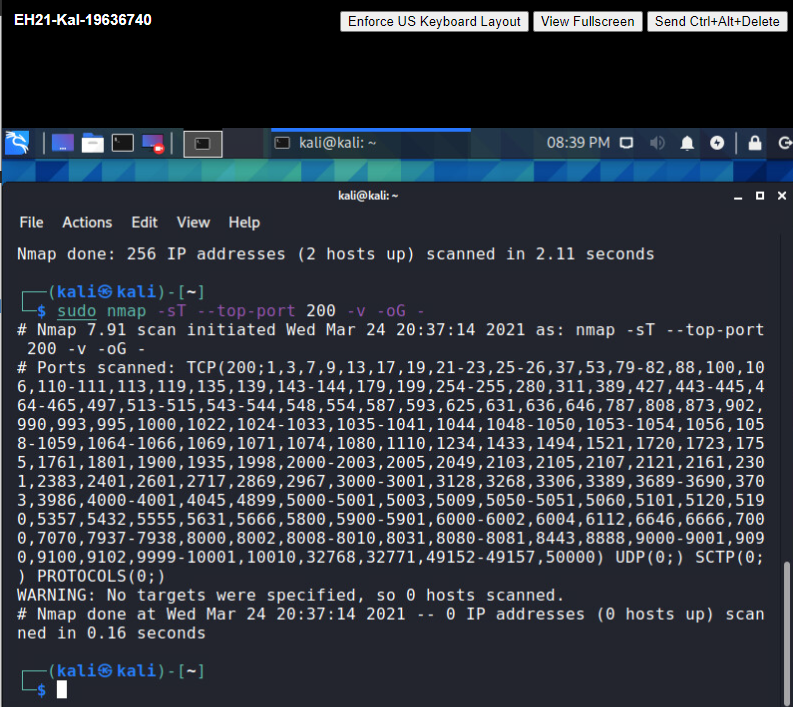 EH21-Kal-19636740
Enforce US Keyboard Layout View Fullscreen Send Ctrl+Alt+Delete
kali@kali: ~ 08:39 PM
kali@kali: ~
File Actions Edit View Help
Nmap done: 256 IP addresses (2 hosts up) scanned in 2.11 seconds
┌──(kali㉿kali)-[~]
└─$ sudo nmap -sT --top-port 200 -v -oG -
# Nmap 7.91 scan initiated Wed Mar 24 20:37:14 2021 as: nmap -sT --top-port
200 -v -oG -
# Ports scanned: TCP(200;1,3,7,9,13,17,19,21-23,25-26,37,53,79-82,88,100,10
6,110-111,113,119,135,139,143-144,179,199,254-255,280,311,389,427,443-445,4
64-465,497,513-515,543-544,548,554,587,593,625,631,636,646,787,808,873,902,
990,993,995,1000,1022,1024-1033,1035-1041,1044,1048-1050,1053-1054,1056,105
8-1059,1064-1066,1069,1071,1074,1080,1110,1234,1433,1494,1521,1720,1723,175
5,1761,1801,1900,1935,1998,2000-2003,2005,2049,2103,2105,2107,2121,2161,230
1,2383,2401,2601,2717,2869,2967,3000-3001,3128,3268,3306,3389,3689-3690,370
3,3986,4000-4001,4045,4899,5000-5001,5003,5009,5050-5051,5060,5101,5120,519
0,5357,5432,5555,5631,5666,5800,5900-5901,6000-6002,6004,6112,6646,6666,700
0,7070,7937-7938,8000,8002,8008-8010,8031,8080-8081,8443,8888,9000-9001,909
0,9100,9102,9999-10001,10010,32768,32771,49152-49157,50000) UDP(0;) SCTP(0;
) PROTOCOLS(0;)
WARNING: No targets were specified, so 0 hosts scanned.
# Nmap done at Wed Mar 24 20:37:14 2021 -- 0 IP addresses (0 hosts up) scan
ned in 0.16 seconds
┌──(kali㉿kali)-[~]
└─$